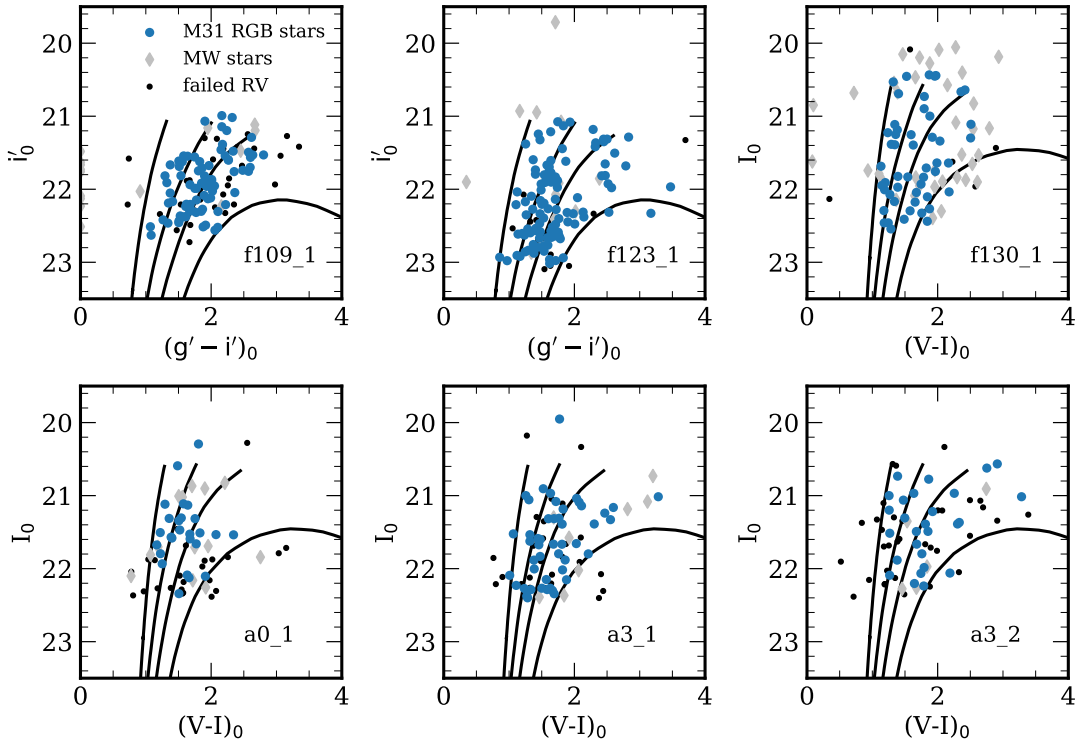 M31 RGB stars
MW stars
failed RV
20
21
22
23
i′₀
f109_1
0
2
4
(g′ − i′)₀
20
21
22
23
i′₀
f123_1
0
2
4
(g′ − i′)₀
20
21
22
23
I₀
f130_1
0
2
4
(V-I)₀
20
21
22
23
I₀
a0_1
0
2
4
(V-I)₀
20
21
22
23
I₀
a3_1
0
2
4
(V-I)₀
20
21
22
23
I₀
a3_2
0
2
4
(V-I)₀